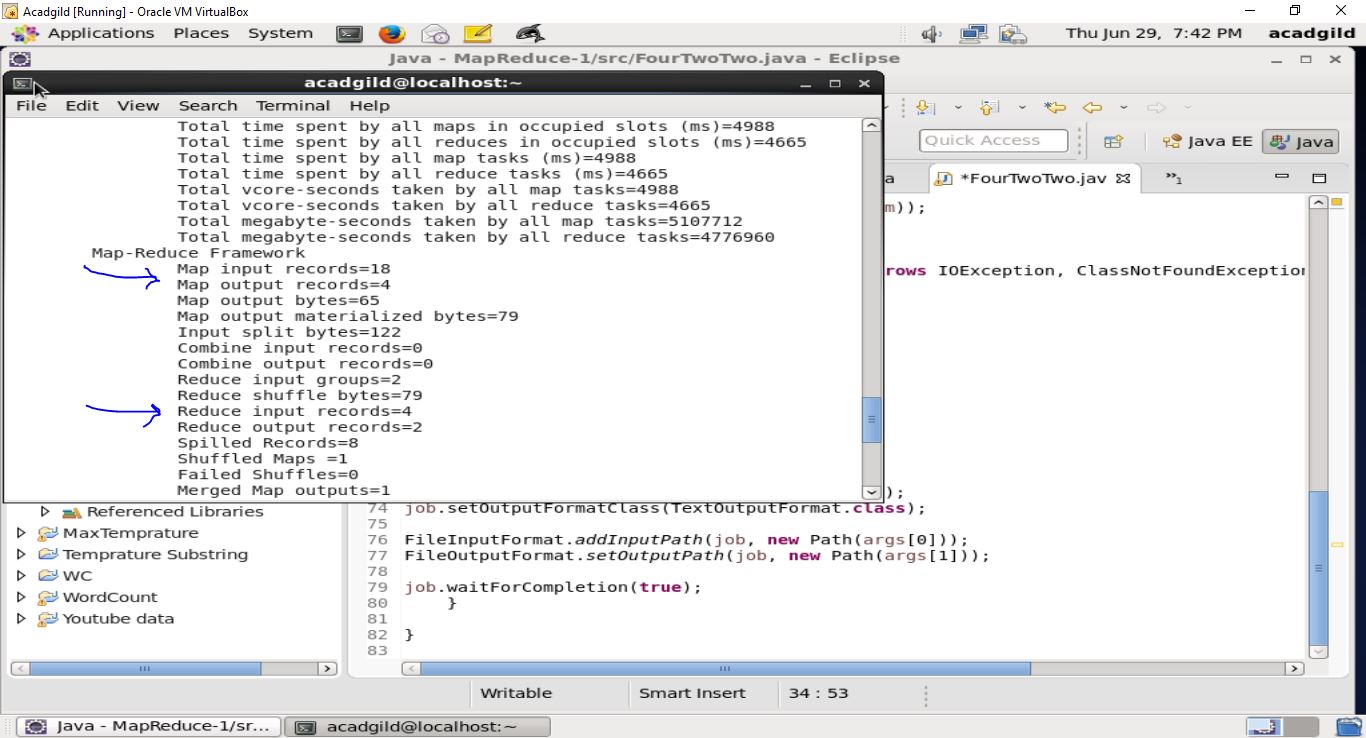 Acadgild [Running] - Oracle VM VirtualBox
Applications Places System Thu Jun 29, 7:42 PM acadgild
Java - MapReduce-1/src/FourTwoTwo.java - Eclipse
acadgild@localhost:~
File Edit View Search Terminal Help
Total time spent by all maps in occupied slots (ms)=4988
Total time spent by all reduces in occupied slots (ms)=4665
Total time spent by all map tasks (ms)=4988
Total time spent by all reduce tasks (ms)=4665
Total vcore-seconds taken by all map tasks=4988
Total vcore-seconds taken by all reduce tasks=4665
Total megabyte-seconds taken by all map tasks=5107712
Total megabyte-seconds taken by all reduce tasks=4776960
Map-Reduce Framework
Map input records=18
Map output records=4
Map output bytes=65
Map output materialized bytes=79
Input split bytes=122
Combine input records=0
Combine output records=0
Reduce input groups=2
Reduce shuffle bytes=79
Reduce input records=4
Reduce output records=2
Spilled Records=8
Shuffled Maps =1
Failed Shuffles=0
Merged Map outputs=1
Quick Access Java EE Java
a *FourTwoTwo.jav »1
m));
rows IOException, ClassNotFoundException
);
Referenced Libraries
MaxTemprature
Temprature Substring
WC
WordCount
Youtube data
74 job.setOutputFormatClass(TextOutputFormat.class);
75
76 FileInputFormat.addInputPath(job, new Path(args[0]));
77 FileOutputFormat.setOutputPath(job, new Path(args[1]));
78
79 job.waitForCompletion(true);
80 }
81
82 }
83
Writable Smart Insert 34 : 53
Java - MapReduce-1/sr... acadgild@localhost:~